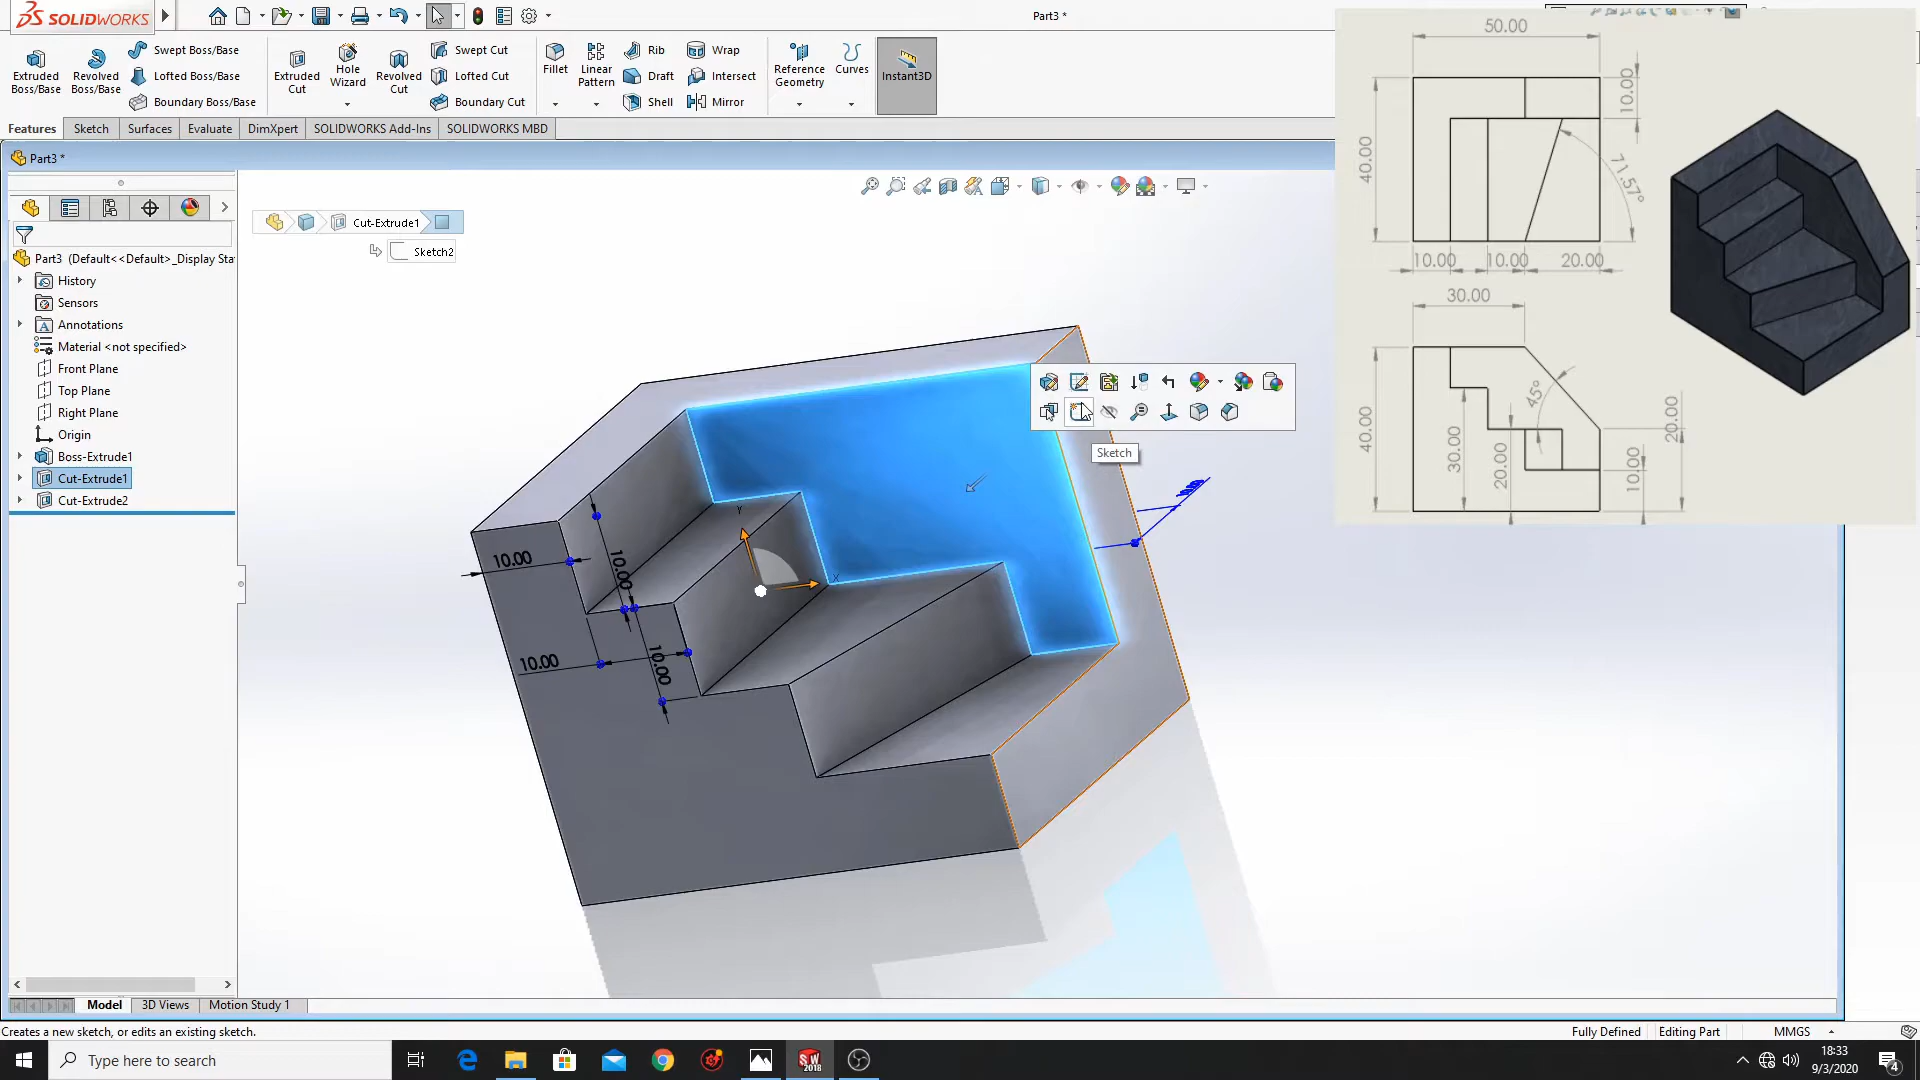 SOLIDWORKS
Part3 *
Extruded Boss/Base
Revolved Boss/Base
Swept Boss/Base
Lofted Boss/Base
Boundary Boss/Base
Extruded Cut
Hole Wizard
Revolved Cut
Swept Cut
Lofted Cut
Boundary Cut
Fillet
Linear Pattern
Rib
Draft
Shell
Wrap
Intersect
Mirror
Reference Geometry
Curves
Instant3D
Features Sketch Surfaces Evaluate DimXpert SOLIDWORKS Add-Ins SOLIDWORKS MBD
Part3 *
Cut-Extrude1
Sketch2
Part3 (Default<<Default>_Display Sta
History
Sensors
Annotations
Material <not specified>
Front Plane
Top Plane
Right Plane
Origin
Boss-Extrude1
Cut-Extrude1
Cut-Extrude2
Sketch
10.00
10.00
10.00
10.00
Y
X
50.00
10.00
40.00
71.57°
10.00 10.00 20.00
30.00
45°
40.00
30.00
20.00
10.00
20.00
Model 3D Views Motion Study 1
Creates a new sketch, or edits an existing sketch.
Fully Defined Editing Part MMGS
Type here to search
SW 2018
18:33
9/3/2020
4